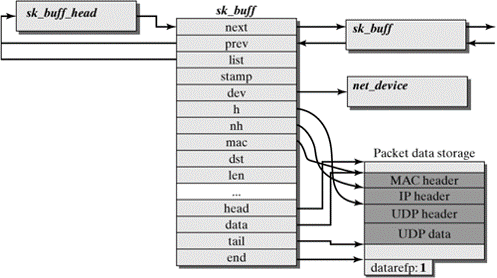 sk_buff_head
sk_buff
next
prev
list
stamp
dev
h
nh
mac
dst
len
...
head
data
tail
end
sk_buff
net_device
Packet data storage
MAC header
IP header
UDP header
UDP data
datarefp: 1